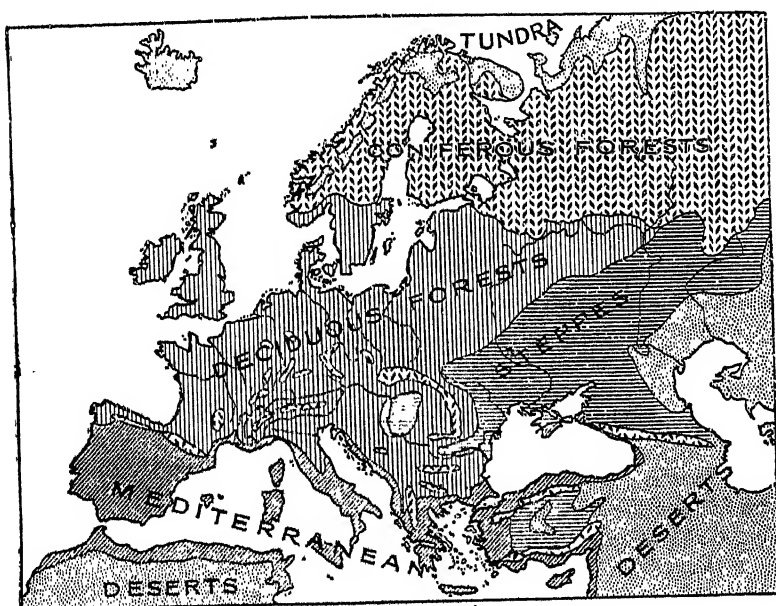 TUNDRA
CONIFEROUS FORESTS
DECIDUOUS FORESTS
STEPPES
MEDITERRANEAN
DESERTS
DESERTS